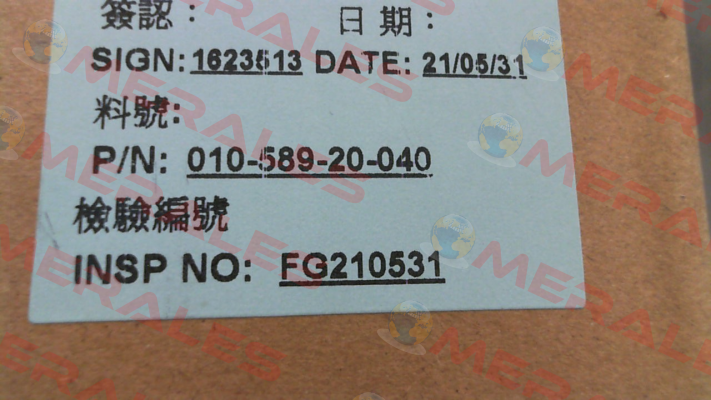 簽認： 日期：
SIGN: 1623513 DATE: 21/05/31
料號:
P/N: 010-589-20-040
檢驗編號
INSP NO: FG210531
OMERALES